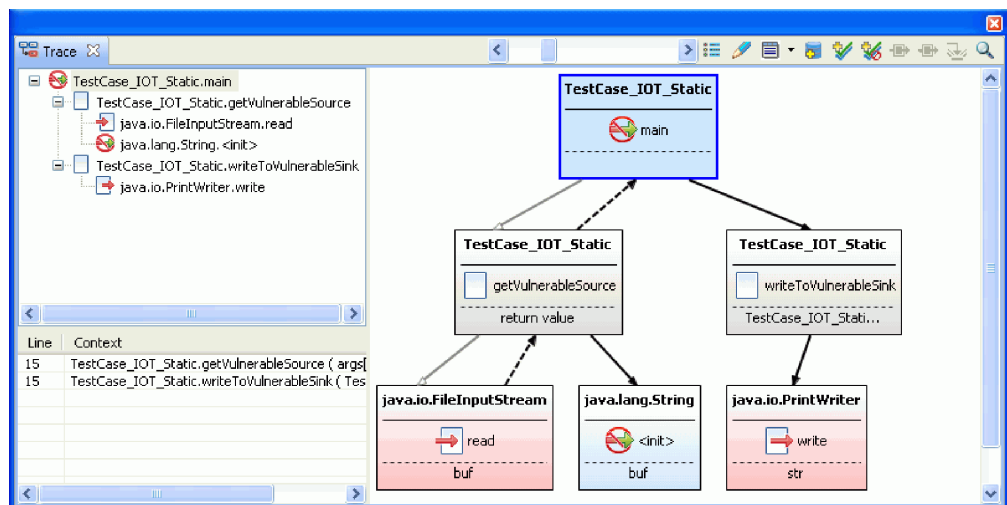 Trace
TestCase_IOT_Static.main
TestCase_IOT_Static.getVulnerableSource
java.io.FileInputStream.read
java.lang.String.<init>
TestCase_IOT_Static.writeToVulnerableSink
java.io.PrintWriter.write
Line Context
15 TestCase_IOT_Static.getVulnerableSource ( args[
15 TestCase_IOT_Static.writeToVulnerableSink ( Tes
TestCase_IOT_Static
main
TestCase_IOT_Static
getVulnerableSource
return value
TestCase_IOT_Static
writeToVulnerableSink
TestCase_IOT_Stati...
java.io.FileInputStream
read
buf
java.lang.String
<init>
buf
java.io.PrintWriter
write
str